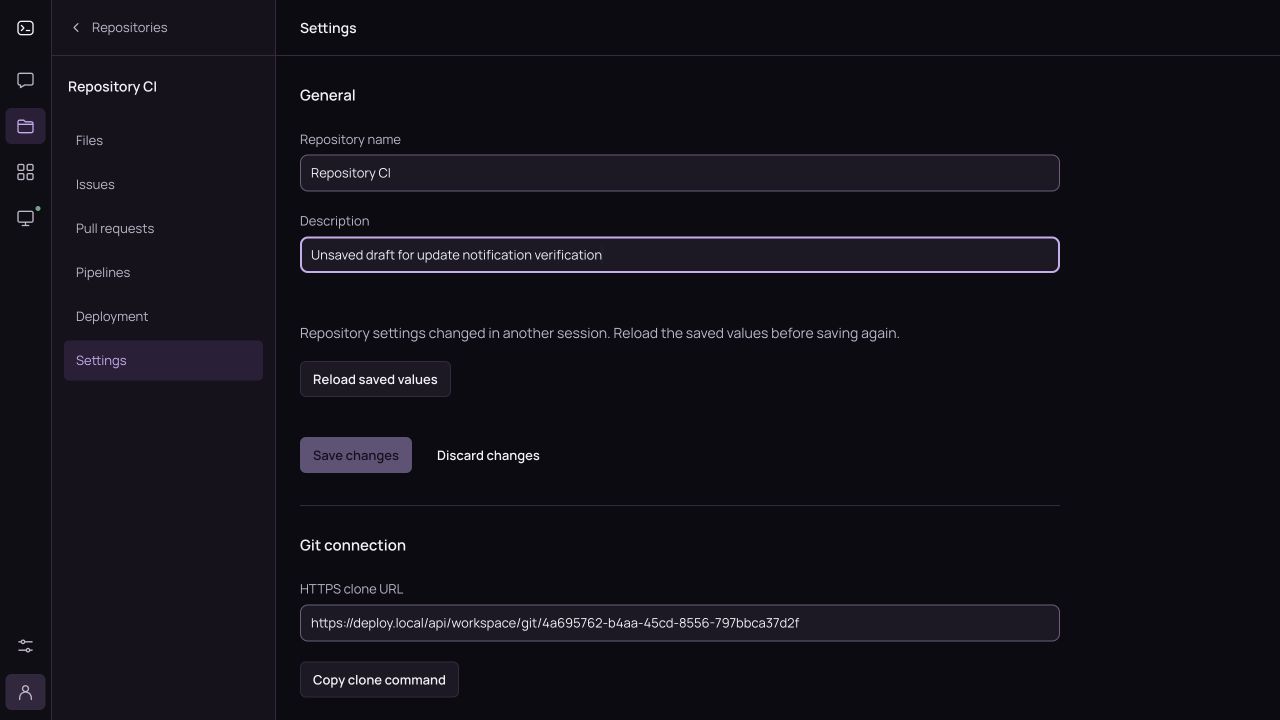 Repositories
Settings
Repository CI
Files
Issues
Pull requests
Pipelines
Deployment
Settings
General
Repository name
Repository CI
Description
Unsaved draft for update notification verification
Repository settings changed in another session. Reload the saved values before saving again.
Reload saved values
Save changes
Discard changes
Git connection
HTTPS clone URL
https://deploy.local/api/workspace/git/4a695762-b4aa-45cd-8556-797bbca37d2f
Copy clone command